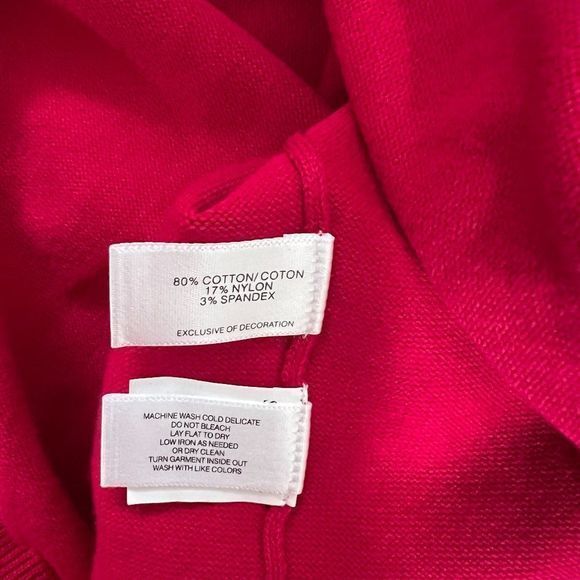 80% COTTON/COTON
17% NYLON
3% SPANDEX
EXCLUSIVE OF DECORATION
MACHINE WASH COLD DELICATE
DO NOT BLEACH
LAY FLAT TO DRY
LOW IRON AS NEEDED
OR DRY CLEAN
TURN GARMENT INSIDE OUT
WASH WITH LIKE COLORS